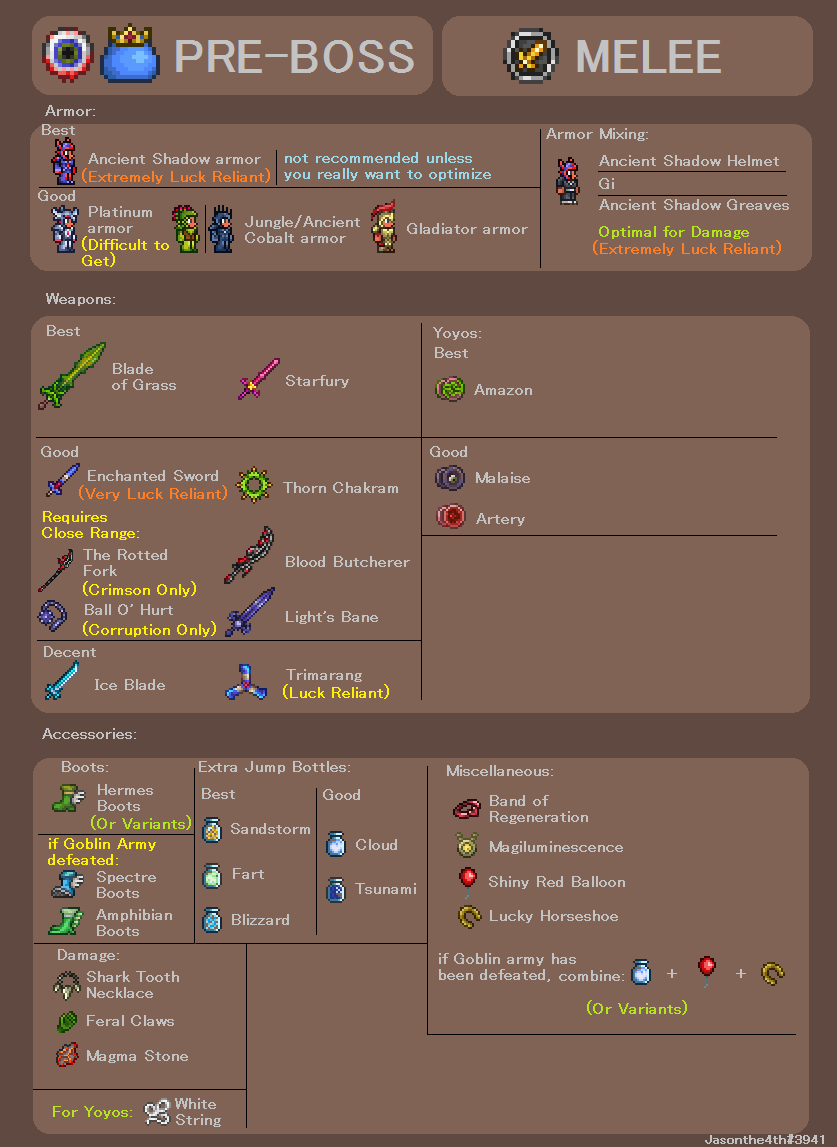 PRE-BOSS
MELEE
Armor:
Best
Ancient Shadow armor
(Extremely Luck Reliant)
not recommended unless
you really want to optimize
Good
Platinum
armor
(Difficult to
Get)
Jungle/Ancient
Cobalt armor
Gladiator armor
Armor Mixing:
Ancient Shadow Helmet
Gi
Ancient Shadow Greaves
Optimal for Damage
(Extremely Luck Reliant)
Weapons:
Best
Blade
of Grass
Starfury
Good
Enchanted Sword
(Very Luck Reliant)
Thorn Chakram
Requires
Close Range:
The Rotted
Fork
(Crimson Only)
Blood Butcherer
Ball O' Hurt
(Corruption Only)
Light's Bane
Decent
Ice Blade
Trimarang
(Luck Reliant)
Yoyos:
Best
Amazon
Good
Malaise
Artery
Accessories:
Boots:
Hermes
Boots
(Or Variants)
if Goblin Army
defeated:
Spectre
Boots
Amphibian
Boots
Extra Jump Bottles:
Best
Sandstorm
Fart
Blizzard
Good
Cloud
Tsunami
Miscellaneous:
Band of
Regeneration
Magiluminescence
Shiny Red Balloon
Lucky Horseshoe
if Goblin army has
been defeated, combine: + +
(Or Variants)
Damage:
Shark Tooth
Necklace
Feral Claws
Magma Stone
For Yoyos:
White
String
Jasonthe4th#3941